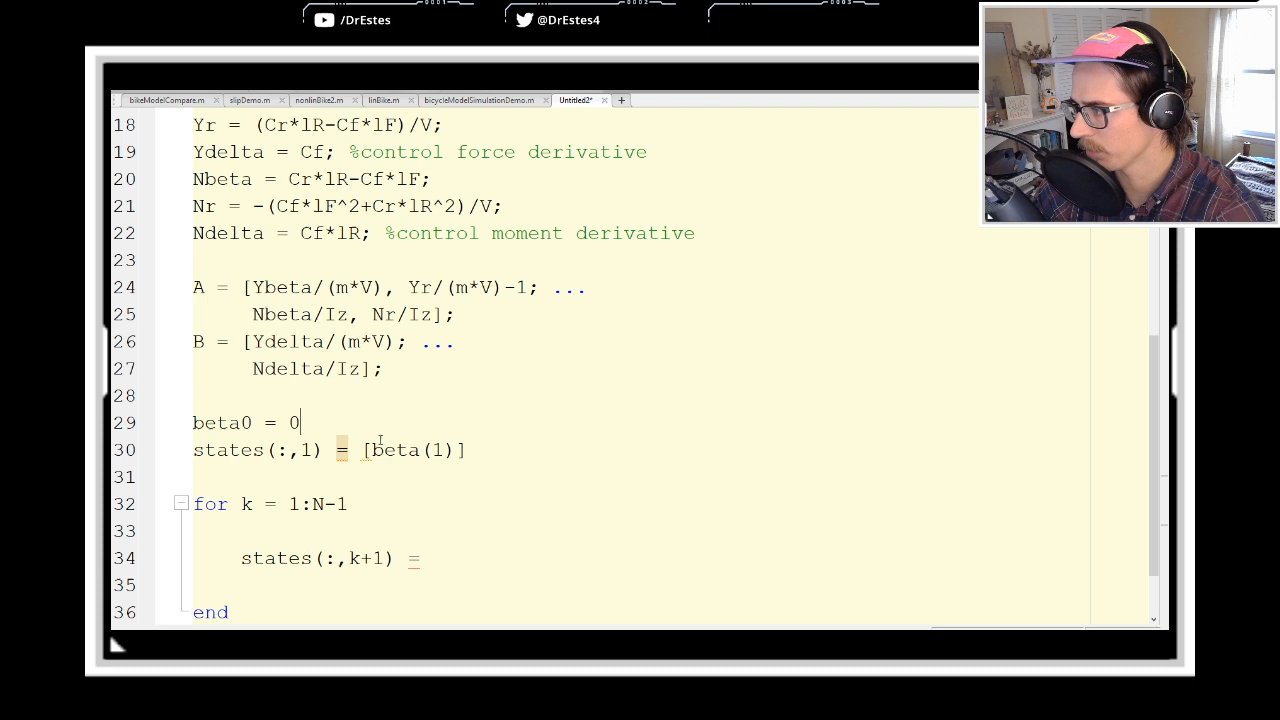 0001 0002 0003
/DrEstes @DrEstes4
bikeModelCompare.m slipDemo.m nonlinBike2.m linBike.m bicycleModelSimulationDemo.m Untitled2* +
18 Yr = (Cr*lR-Cf*lF)/V;
19 Ydelta = Cf; %control force derivative
20 Nbeta = Cr*lR-Cf*lF;
21 Nr = -(Cf*lF^2+Cr*lR^2)/V;
22 Ndelta = Cf*lR; %control moment derivative
23
24 A = [Ybeta/(m*V), Yr/(m*V)-1; ...
25 Nbeta/Iz, Nr/Iz];
26 B = [Ydelta/(m*V); ...
27 Ndelta/Iz];
28
29 beta0 = 0
30 states(:,1) = [beta(1)]
31
32 for k = 1:N-1
33
34 states(:,k+1) =
35
36 end